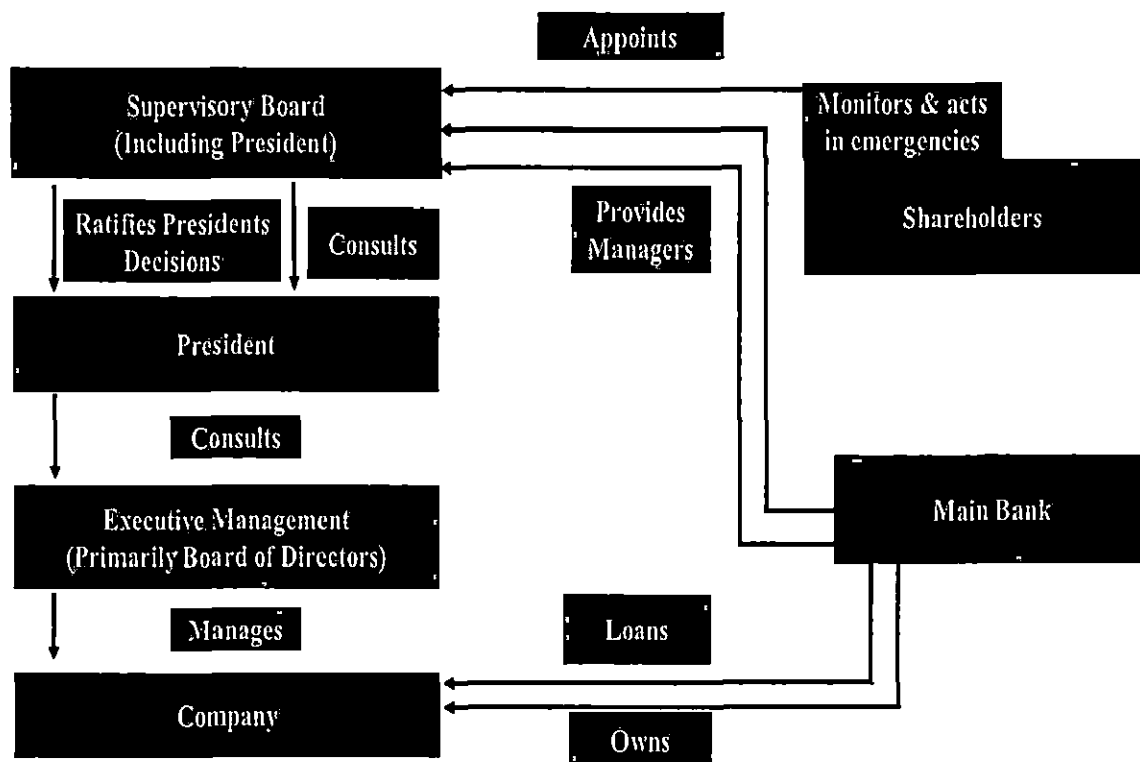 Appoints
Supervisory Board
(Including President)
Monitors & acts
in emergencies
Shareholders
Ratifies Presidents
Decisions
Consults
Provides
Managers
President
Consults
Executive Management
(Primarily Board of Directors)
Main Bank
Manages
Loans
Company
Owns